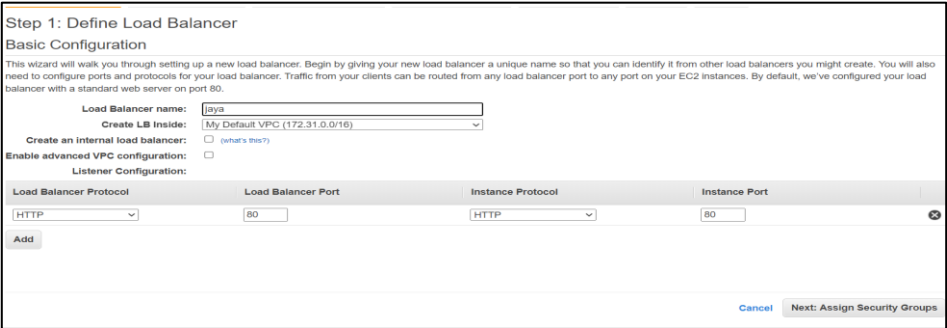 Step 1: Define Load Balancer
Basic Configuration
This wizard will walk you through setting up a new load balancer. Begin by giving your new load balancer a unique name so that you can identify it from other load balancers you might create. You will also
need to configure ports and protocols for your load balancer. Traffic from your clients can be routed from any load balancer port to any port on your EC2 instances. By default, we've configured your load
balancer with a standard web server on port 80.
Load Balancer name: jaya
Create LB Inside: My Default VPC (172.31.0.0/16)
Create an internal load balancer: (what's this?)
Enable advanced VPC configuration:
Listener Configuration:
Load Balancer Protocol Load Balancer Port Instance Protocol Instance Port
HTTP 80 HTTP 80
Add
Cancel Next: Assign Security Groups